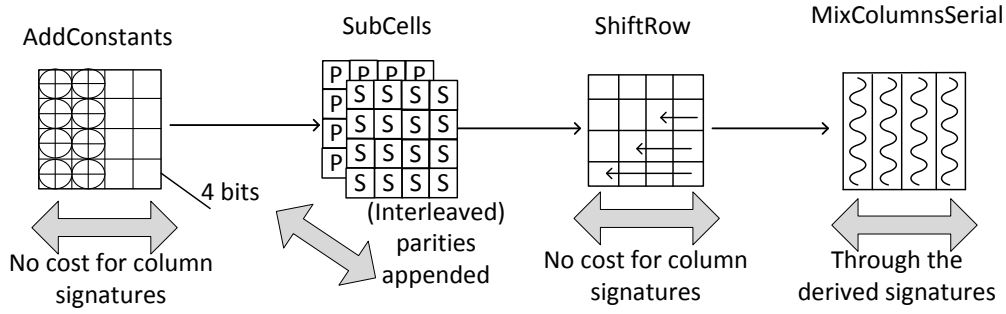 AddConstants
SubCells
ShiftRow
MixColumnsSerial
P P P P
P S S S S
P S S S S
P S S S S
S S S S
4 bits
(Interleaved)
parities
appended
No cost for column
signatures
No cost for column
signatures
Through the
derived signatures